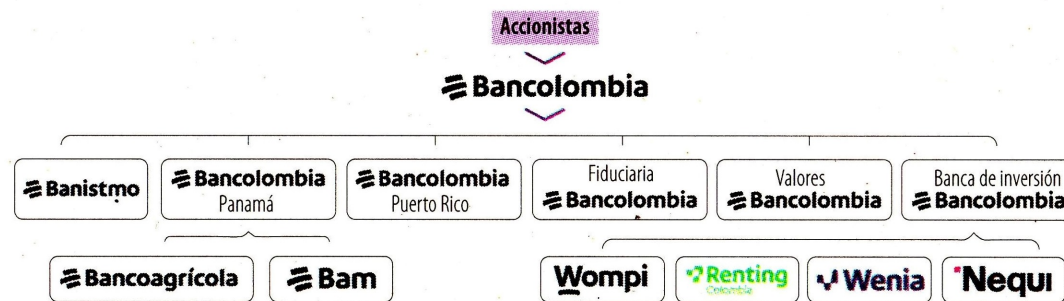 Accionistas
Bancolombia
Banistmo
Bancolombia
Panamá
Bancolombia
Puerto Rico
Fiduciaria
Bancolombia
Valores
Bancolombia
Banca de inversión
Bancolombia
Bancoagrícola
Bam
Wompi
Renting
Colombia
Wenia
Nequi